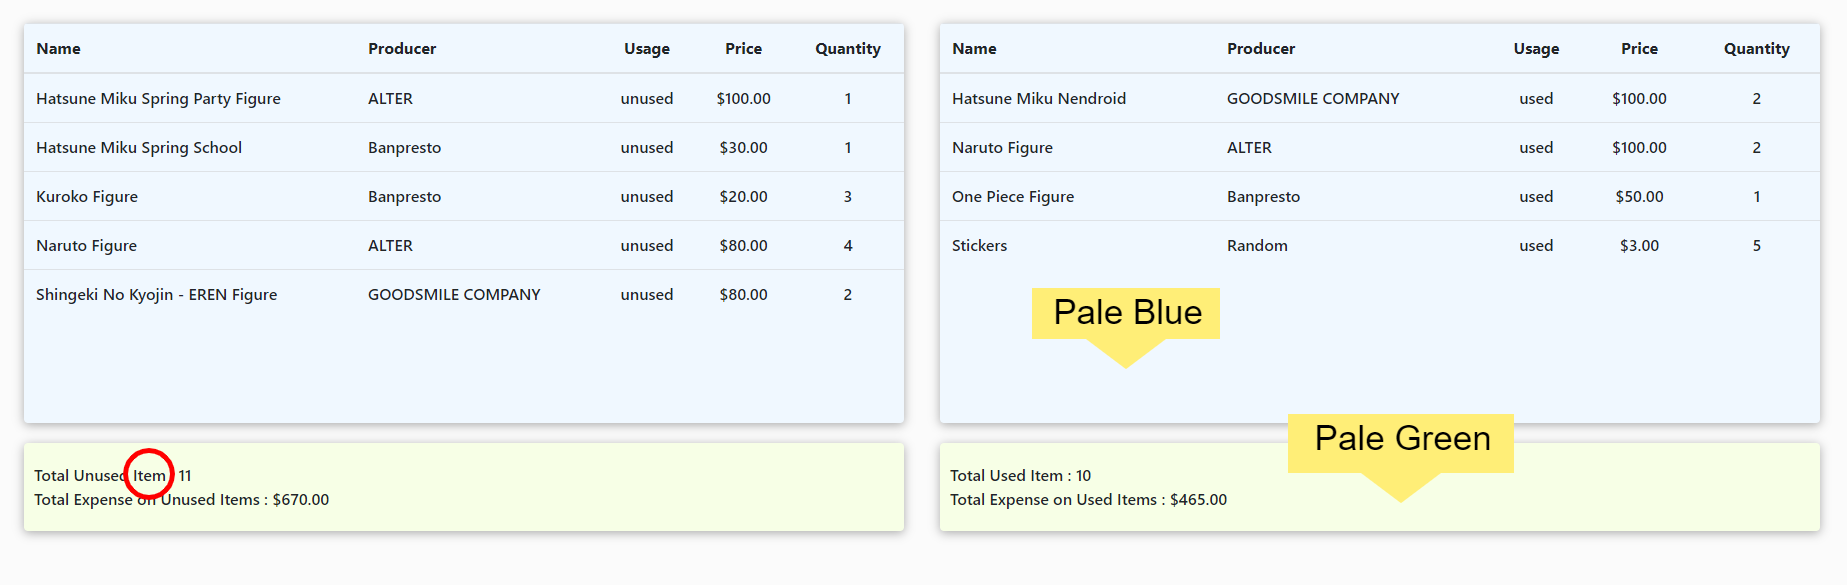 Name Producer Usage Price Quantity
Hatsune Miku Spring Party Figure ALTER unused $100.00 1
Hatsune Miku Spring School Banpresto unused $30.00 1
Kuroko Figure Banpresto unused $20.00 3
Naruto Figure ALTER unused $80.00 4
Shingeki No Kyojin - EREN Figure GOODSMILE COMPANY unused $80.00 2
Total Unused Item : 11
Total Expense on Unused Items : $670.00
Name Producer Usage Price Quantity
Hatsune Miku Nendroid GOODSMILE COMPANY used $100.00 2
Naruto Figure ALTER used $100.00 2
One Piece Figure Banpresto used $50.00 1
Stickers Random used $3.00 5
Pale Blue
Pale Green
Total Used Item : 10
Total Expense on Used Items : $465.00